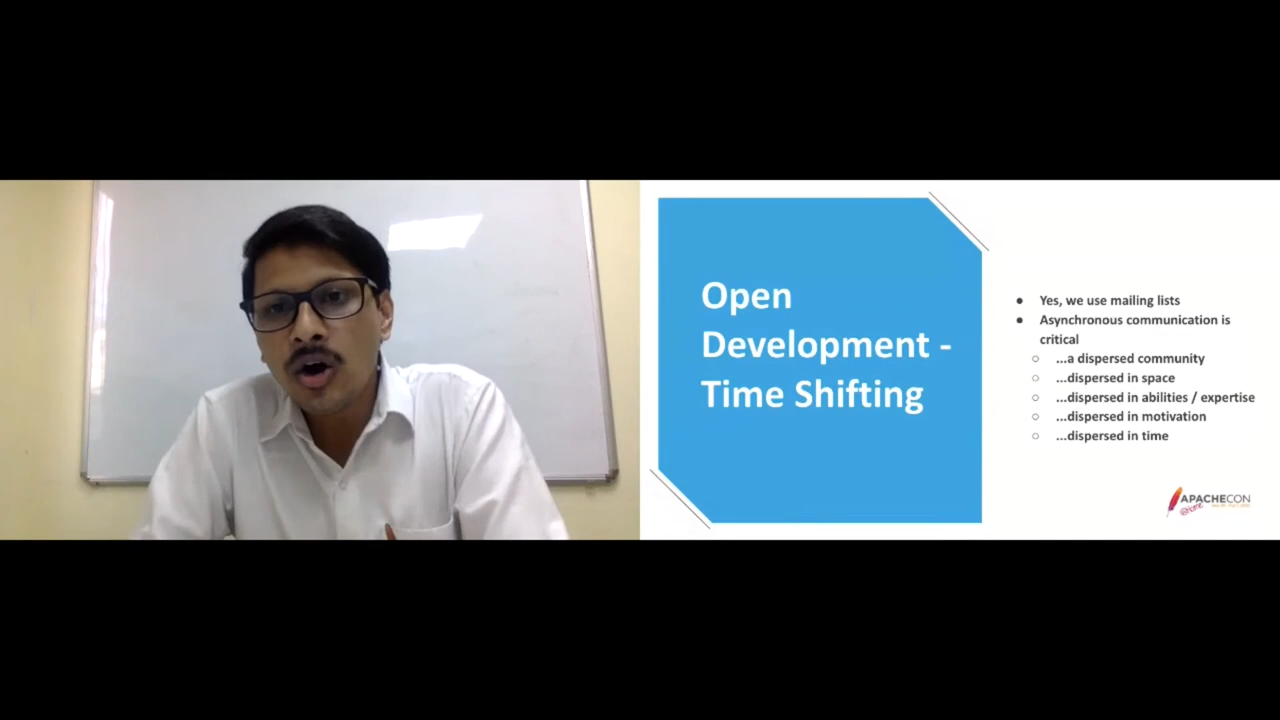 Open
Development -
Time Shifting
● Yes, we use mailing lists
● Asynchronous communication is
critical
○ ...a dispersed community
○ ...dispersed in space
○ ...dispersed in abilities / expertise
○ ...dispersed in motivation
○ ...dispersed in time
APACHECON
@Home